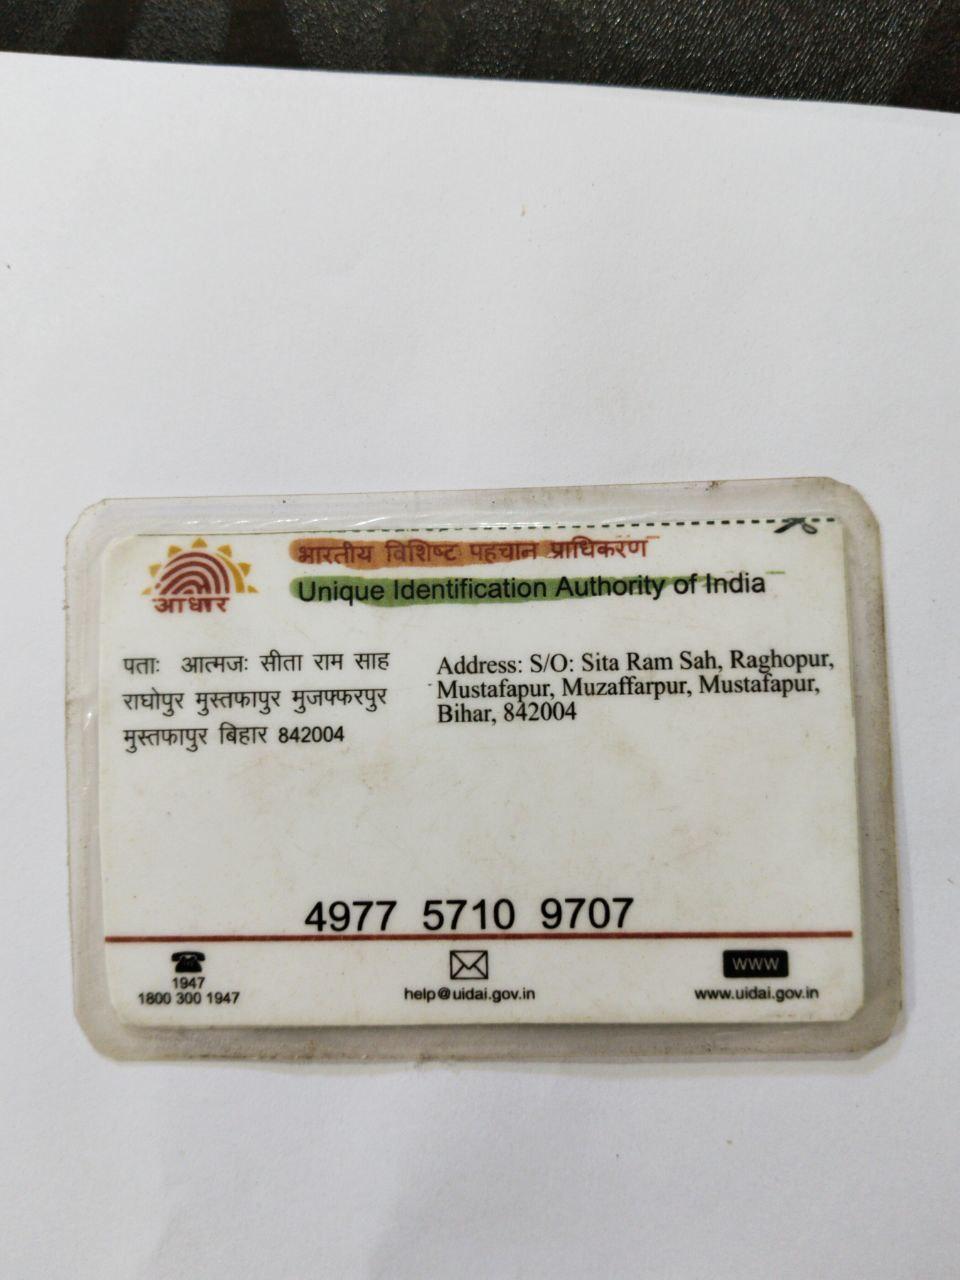 भारतीय विशिष्ट पहचान प्राधिकरण
Unique Identification Authority of India
आधार
पताः आत्मजः सीता राम साह
राघोपुर मुस्तफापुर मुजफ्फरपुर
मुस्तफापुर बिहार 842004
Address: S/O: Sita Ram Sah, Raghopur,
Mustafapur, Muzaffarpur, Mustafapur,
Bihar, 842004
4977 5710 9707
1947
1800 300 1947
help@uidai.gov.in
WWW
www.uidai.gov.in